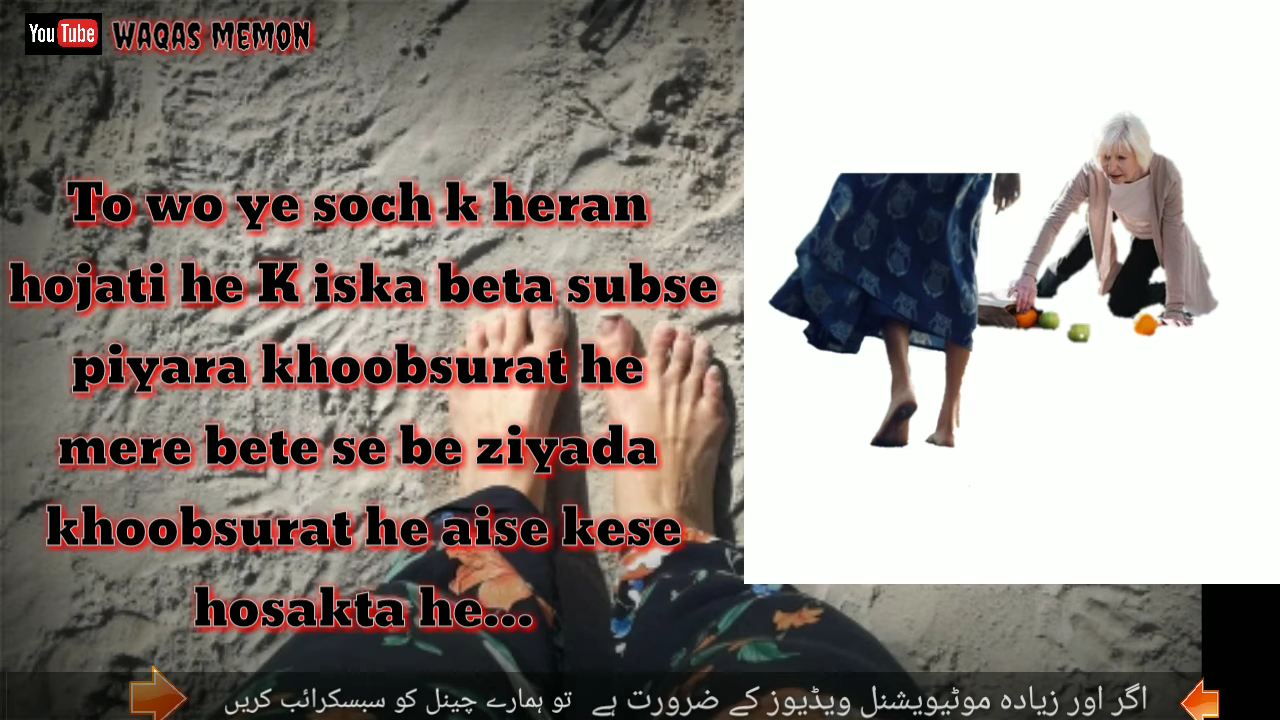 YouTube WAQAS MEMON
To wo ye soch k heran
hojati he K iska beta subse
piyara khoobsurat he
mere bete se be ziyada
khoobsurat he aise kese
hosakta he...
اگر اور زیادہ موٹیویشنل ویڈیوز کے ضرورت ہے تو ہمارے چینل کو سبسکرائب کریں